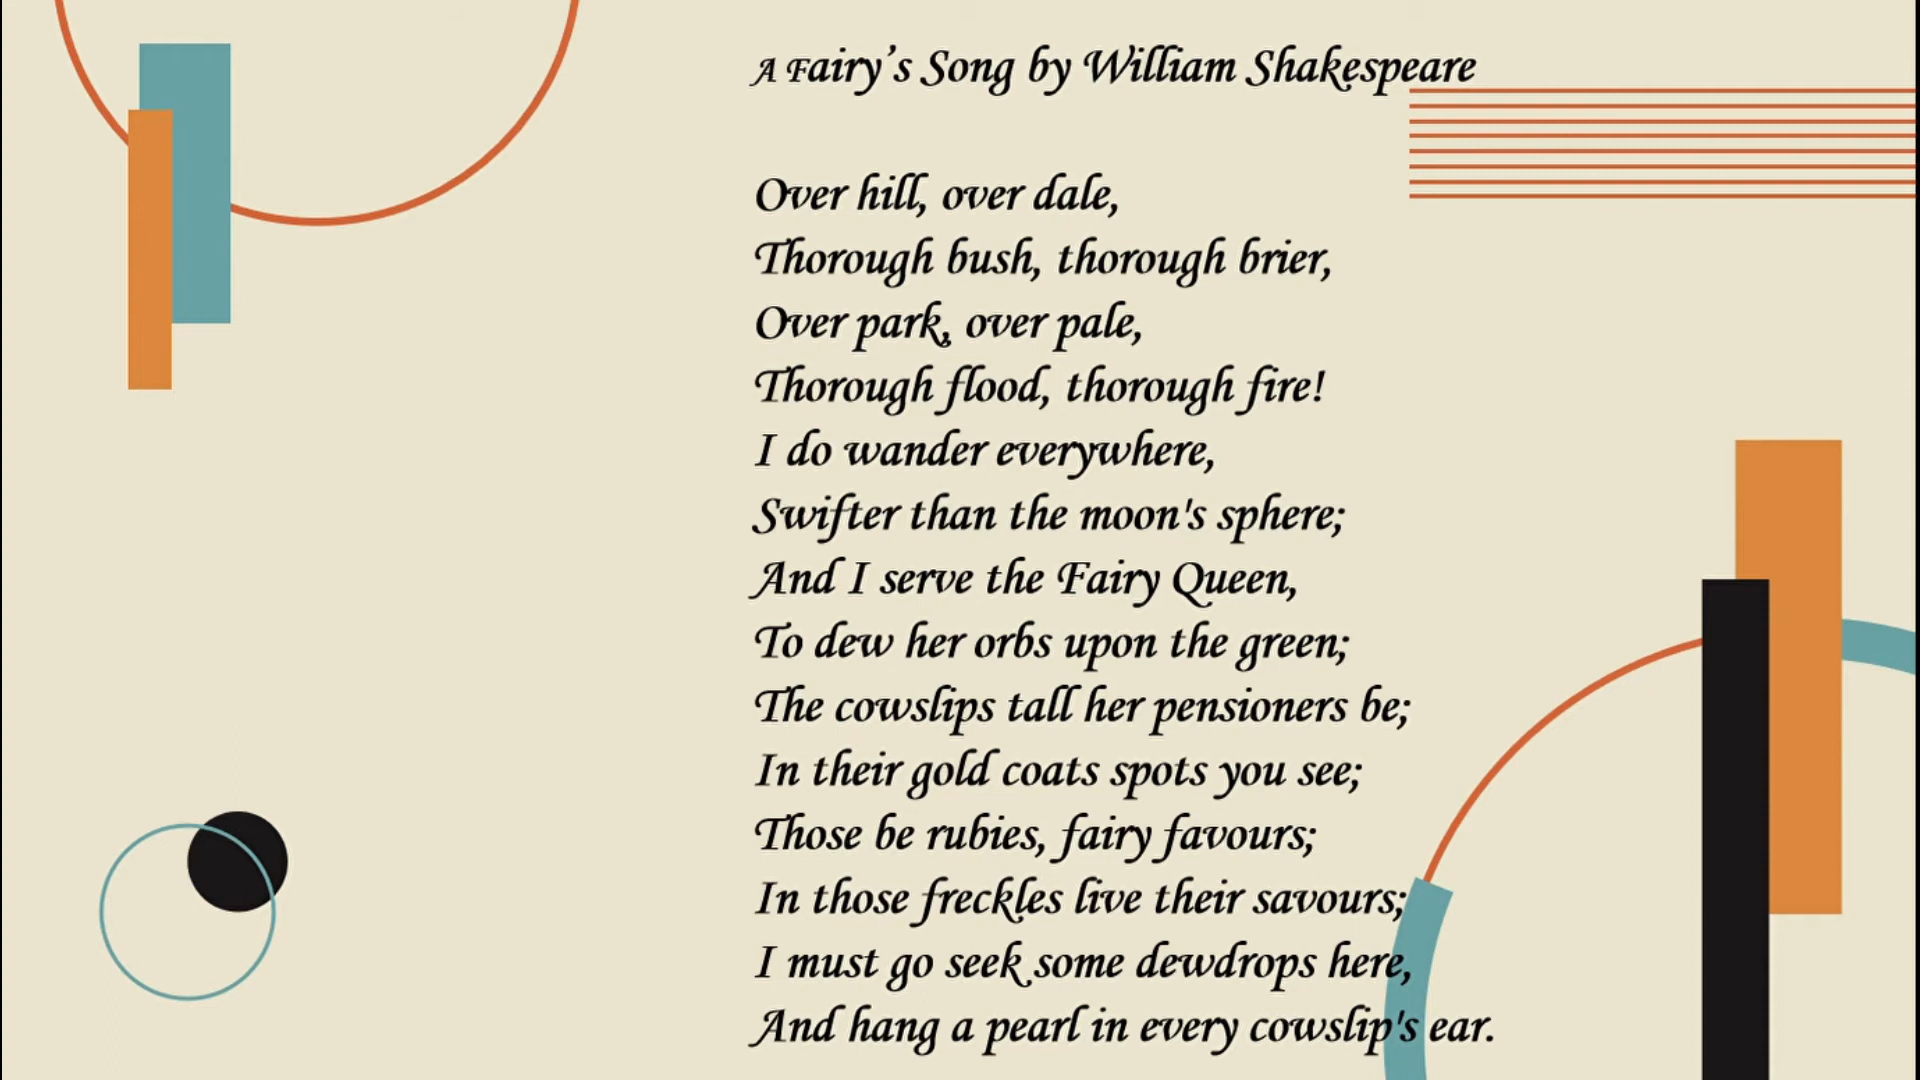 A Fairy’s Song by William Shakespeare
Over hill, over dale,
Thorough bush, thorough brier,
Over park, over pale,
Thorough flood, thorough fire!
I do wander everywhere,
Swifter than the moon's sphere;
And I serve the Fairy Queen,
To dew her orbs upon the green;
The cowslips tall her pensioners be;
In their gold coats spots you see;
Those be rubies, fairy favours;
In those freckles live their savours;
I must go seek some dewdrops here,
And hang a pearl in every cowslip's ear.